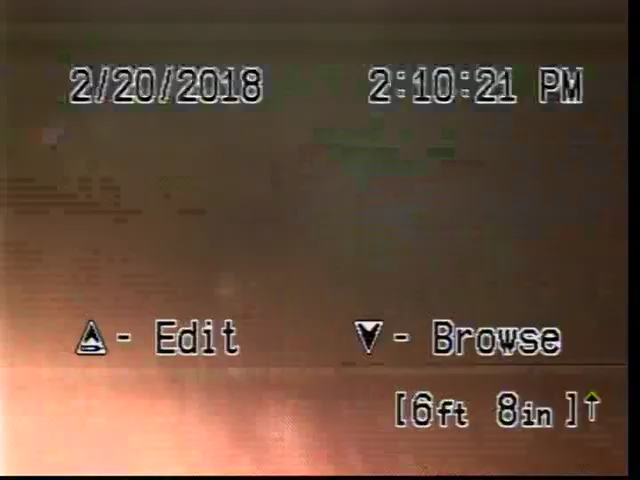 2/20/2018 2:10:21 PM
▲- Edit ▼- Browse
[6ft 8in]↑